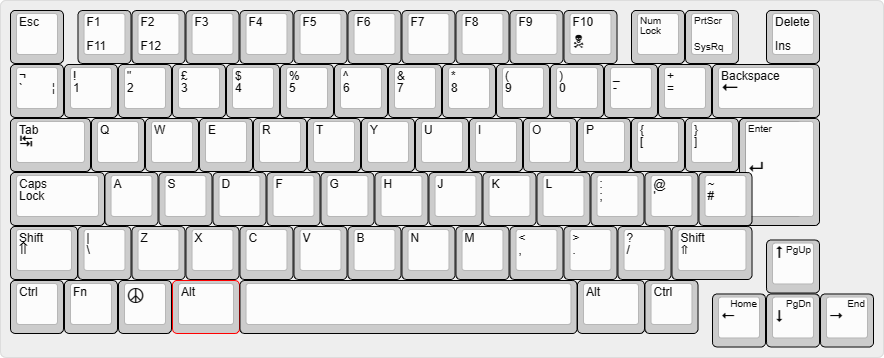 Esc
F1
F11
F2
F12
F3
F4
F5
F6
F7
F8
F9
F10
☠
Num
Lock
PrtScr
SysRq
Delete
Ins
¬
` ¦
!
1
"
2
£
3
$
4
%
5
^
6
&
7
*
8
(
9
)
0
_
-
+
=
Backspace
←
Tab
↹
Q
W
E
R
T
Y
U
I
O
P
{
[
}
]
Enter
↵
Caps
Lock
A
S
D
F
G
H
J
K
L
:
;
@
'
~
#
Shift
⇑
|
\
Z
X
C
V
B
N
M
<
,
>
.
?
/
Shift
⇑
↑ PgUp
Ctrl
Fn
☮
Alt
Alt
Ctrl
Home
←
PgDn
↓
End
→